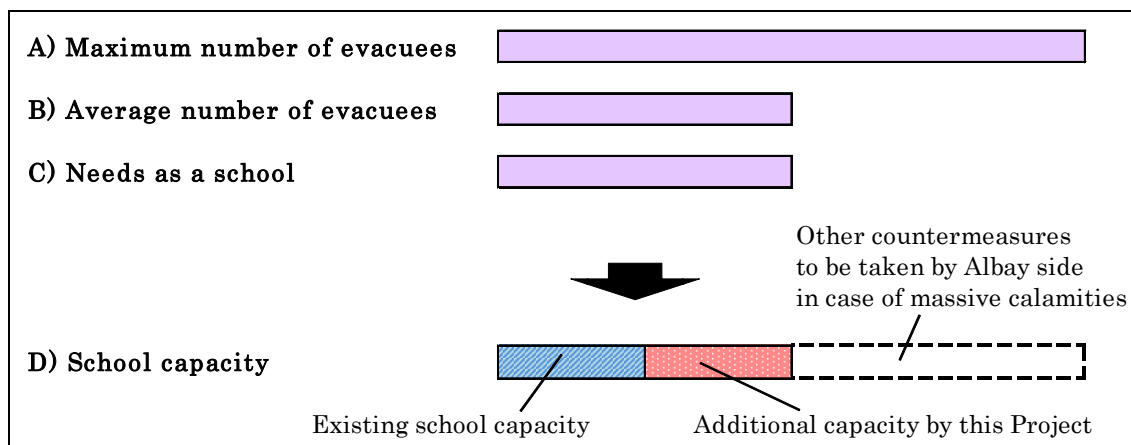 A) Maximum number of evacuees
B) Average number of evacuees
C) Needs as a school
Other countermeasures
to be taken by Albay side
in case of massive calamities
D) School capacity
Existing school capacity
Additional capacity by this Project